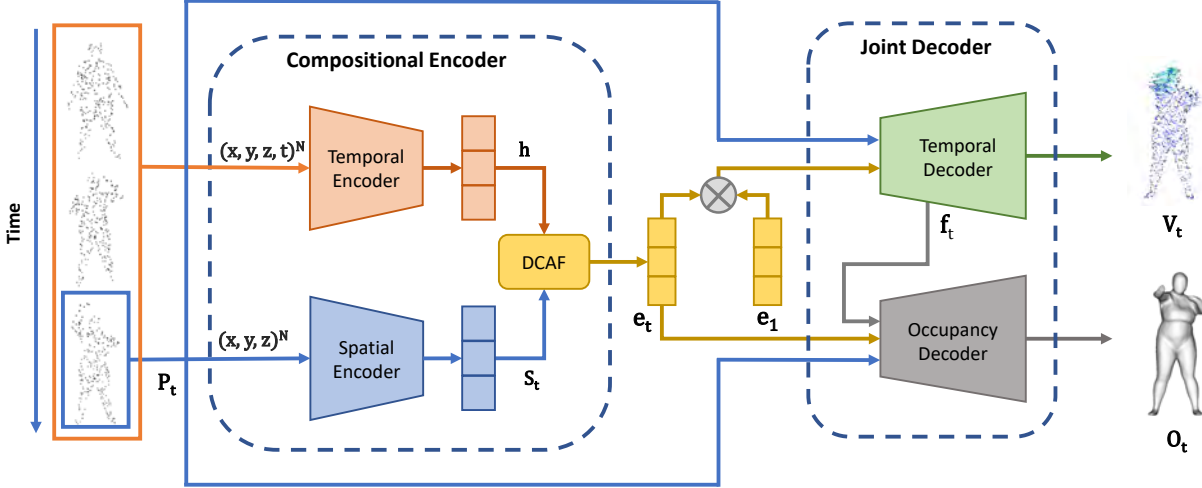 Time
P_t
Compositional Encoder
(x, y, z, t)^N
Temporal
Encoder
h
DCAF
(x, y, z)^N
Spatial
Encoder
S_t
e_t
e_1
Joint Decoder
Temporal
Decoder
f_t
Occupancy
Decoder
V_t
O_t